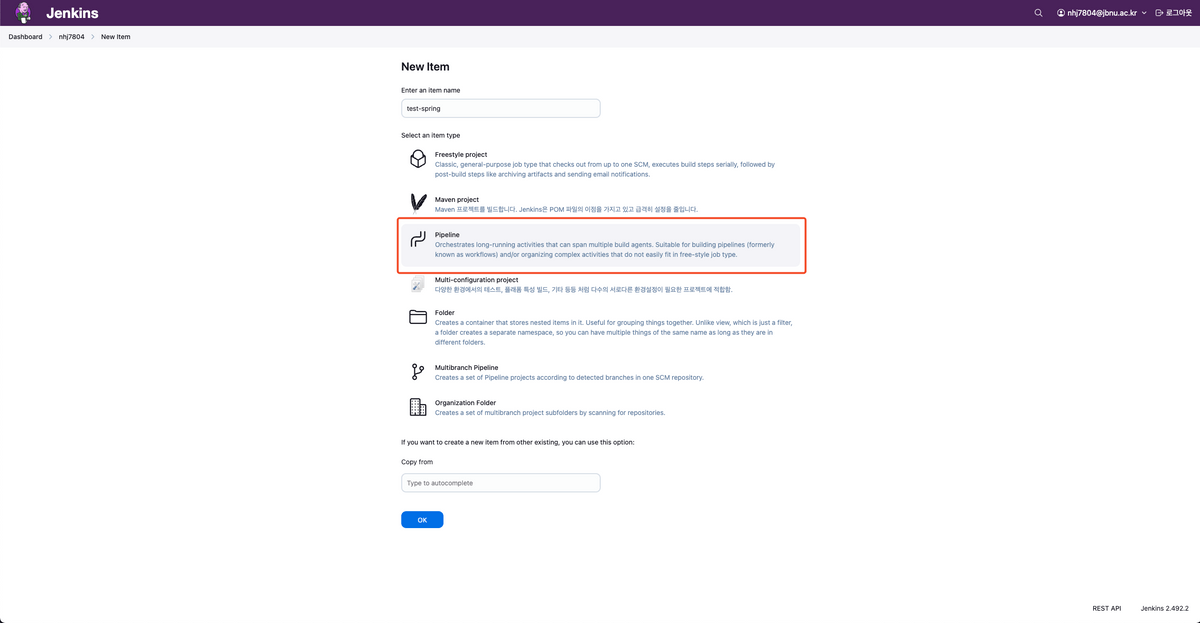 Jenkins
nhj7804@jbnu.ac.kr
로그아웃
Dashboard
nhj7804
New Item
New Item
Enter an item name
test-spring
Select an item type
Freestyle project
Classic, general-purpose job type that checks out from up to one SCM, executes build steps serially, followed by
post-build steps like archiving artifacts and sending email notifications.
Maven project
Maven 프로젝트를 빌드합니다. Jenkins은 POM 파일의 이점을 가지고 있고 급격히 설정을 줄입니다.
Pipeline
Orchestrates long-running activities that can span multiple build agents. Suitable for building pipelines (formerly
known as workflows) and/or organizing complex activities that do not easily fit in free-style job type.
Multi-configuration project
다양한 환경에서의 테스트, 플래폼 특성 빌드, 기타 등등 처럼 다수의 서로다른 환경설정이 필요한 프로젝트에 적합함.
Folder
Creates a container that stores nested items in it. Useful for grouping things together. Unlike view, which is just a filter,
a folder creates a separate namespace, so you can have multiple things of the same name as long as they are in
different folders.
Multibranch Pipeline
Creates a set of Pipeline projects according to detected branches in one SCM repository.
Organization Folder
Creates a set of multibranch project subfolders by scanning for repositories.
If you want to create a new item from other existing, you can use this option:
Copy from
Type to autocomplete
OK
REST API
Jenkins 2.492.2